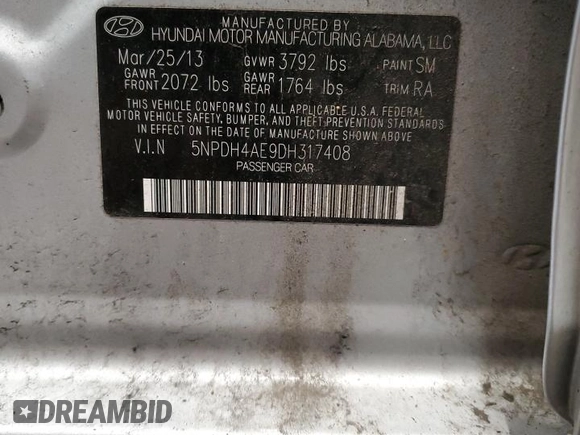 MANUFACTURED BY
HYUNDAI MOTOR MANUFACTURING ALABAMA, LLC
Mar/25/13 GVWR 3792 lbs PAINT SM
GAWR FRONT 2072 lbs GAWR REAR 1764 lbs TRIM RA
THIS VEHICLE CONFORMS TO ALL APPLICABLE U.S.A. FEDERAL
MOTOR VEHICLE SAFETY, BUMPER, AND THEFT PREVENTION STANDARDS
IN EFFECT ON THE DATE OF MANUFACTURE SHOWN ABOVE
V.I.N 5NPDH4AE9DH317408
PASSENGER CAR
DREAMBID